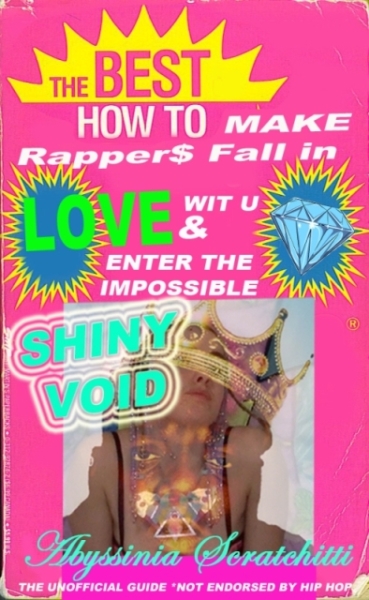 THE BEST
HOW TO MAKE
Rapper$ Fall in
LOVE WIT U
&
ENTER THE
IMPOSSIBLE
®
SHINY
VOID
Abyssinia Scratchitti
THE UNOFFICIAL GUIDE *NOT ENDORSED BY HIP HOP